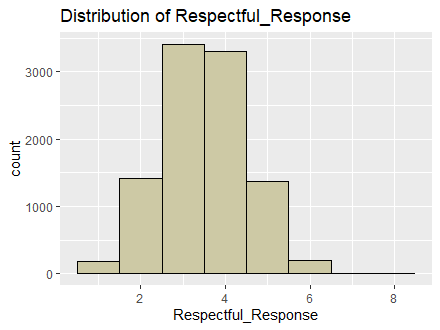 Distribution of Respectful_Response
3000
2000
1000
0
count
2 4 6 8
Respectful_Response